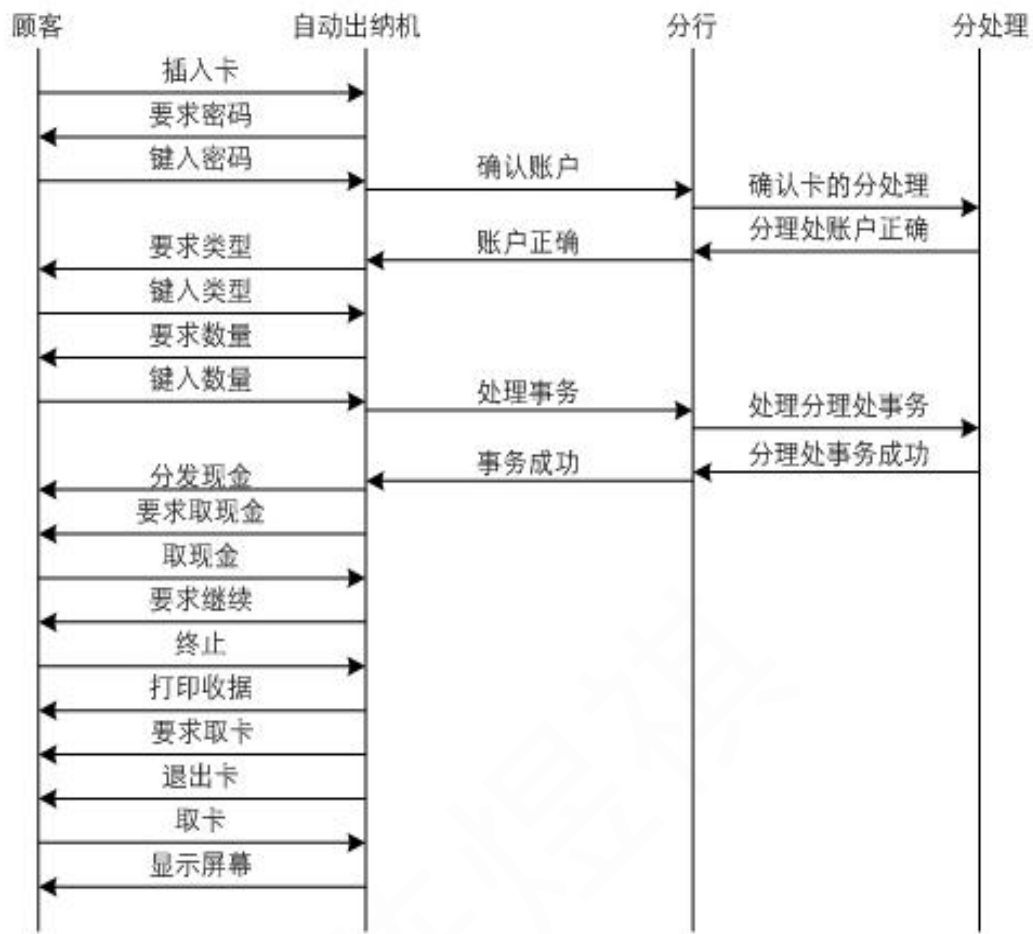 顾客 自动出纳机 分行 分处理
插入卡
要求密码
键入密码
确认账户
确认卡的分处理
分理处账户正确
账户正确
要求类型
键入类型
要求数量
键入数量
处理事务
处理分理处事务
分理处事务成功
事务成功
分发现金
要求取现金
取现金
要求继续
终止
打印收据
要求取卡
退出卡
取卡
显示屏幕